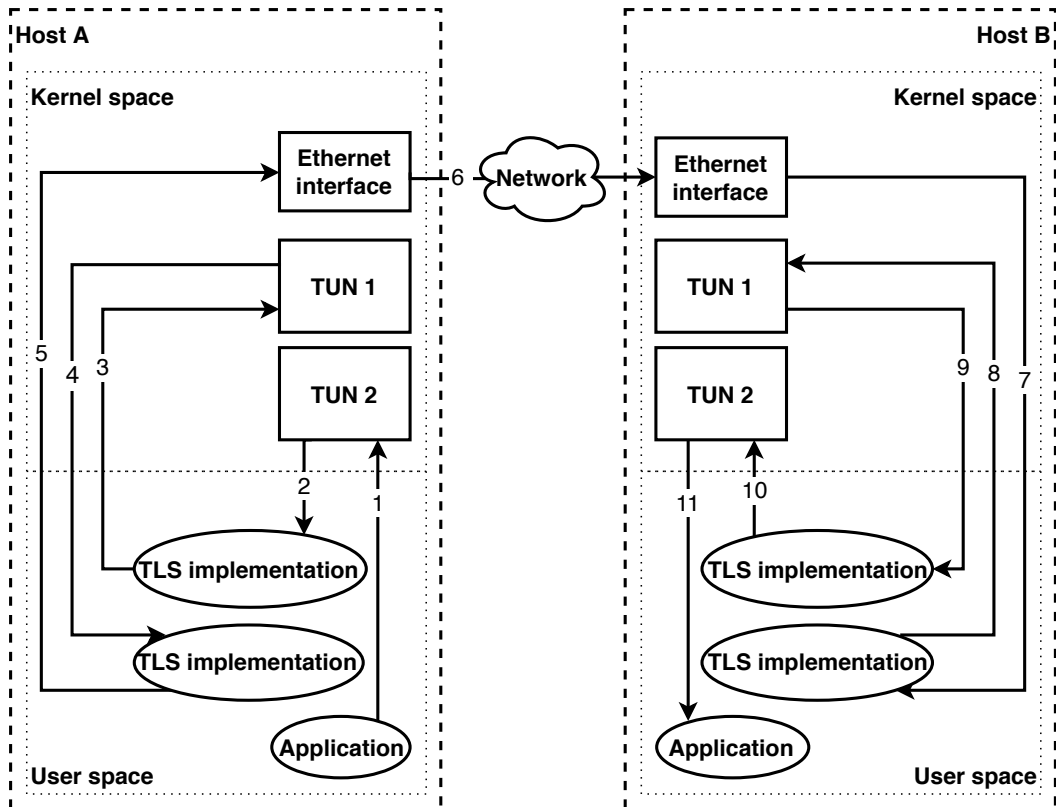 Host A
Host B
Kernel space
Kernel space
Ethernet
interface
6
Network
Ethernet
interface
TUN 1
TUN 1
5
4
3
9
8
7
TUN 2
TUN 2
2
1
11
10
TLS implementation
TLS implementation
TLS implementation
TLS implementation
Application
Application
User space
User space